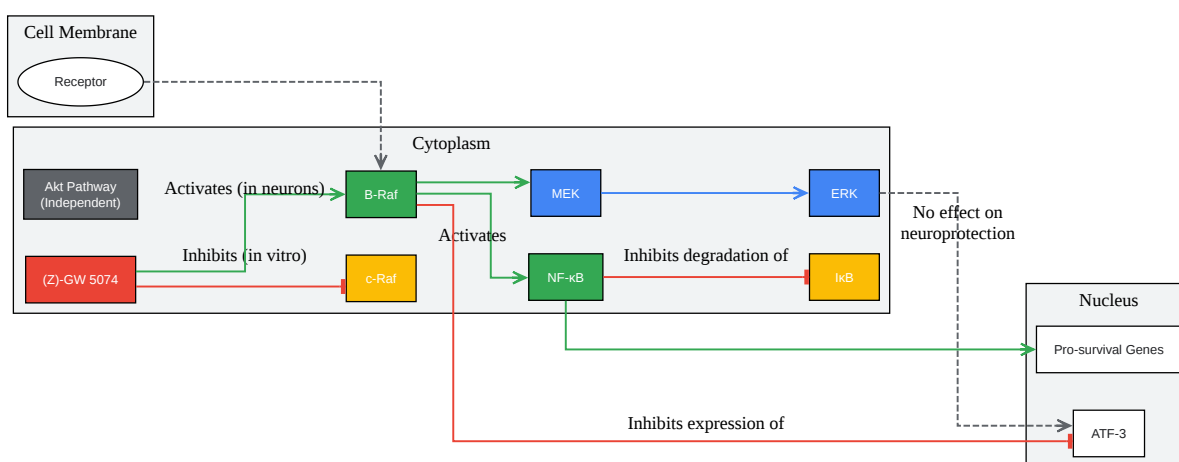 Cell Membrane
Receptor
Cytoplasm
Akt Pathway
(Independent)
Activates (in neurons)
B-Raf
MEK
ERK
No effect on
neuroprotection
Activates
Inhibits (in vitro)
Inhibits degradation of
(Z)-GW 5074
c-Raf
NF-κB
IκB
Nucleus
Pro-survival Genes
Inhibits expression of
ATF-3